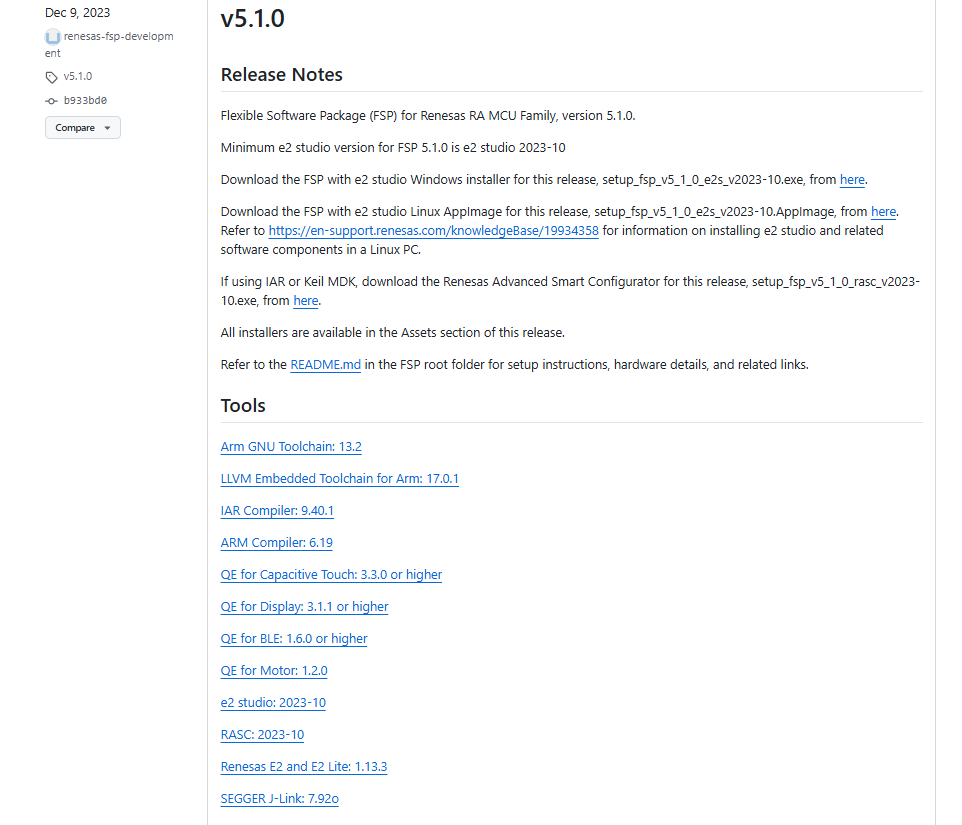 Dec 9, 2023
renesas-fsp-developm
ent
v5.1.0
b933bd0
Compare
v5.1.0
Release Notes
Flexible Software Package (FSP) for Renesas RA MCU Family, version 5.1.0.
Minimum e2 studio version for FSP 5.1.0 is e2 studio 2023-10
Download the FSP with e2 studio Windows installer for this release, setup_fsp_v5_1_0_e2s_v2023-10.exe, from here.
Download the FSP with e2 studio Linux AppImage for this release, setup_fsp_v5_1_0_e2s_v2023-10.AppImage, from here.
Refer to https://en-support.renesas.com/knowledgeBase/19934358 for information on installing e2 studio and related
software components in a Linux PC.
If using IAR or Keil MDK, download the Renesas Advanced Smart Configurator for this release, setup_fsp_v5_1_0_rasc_v2023-
10.exe, from here.
All installers are available in the Assets section of this release.
Refer to the README.md in the FSP root folder for setup instructions, hardware details, and related links.
Tools
Arm GNU Toolchain: 13.2
LLVM Embedded Toolchain for Arm: 17.0.1
IAR Compiler: 9.40.1
ARM Compiler: 6.19
QE for Capacitive Touch: 3.3.0 or higher
QE for Display: 3.1.1 or higher
QE for BLE: 1.6.0 or higher
QE for Motor: 1.2.0
e2 studio: 2023-10
RASC: 2023-10
Renesas E2 and E2 Lite: 1.13.3
SEGGER J-Link: 7.92o